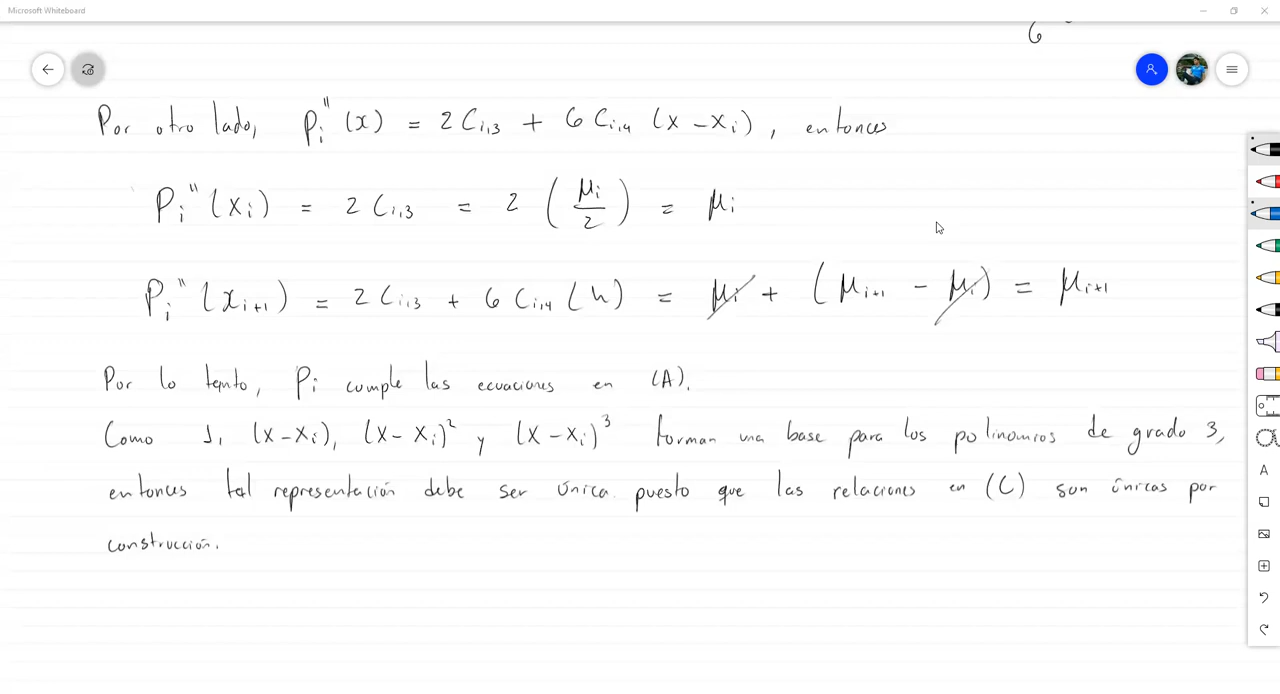 Microsoft Whiteboard
6
Por otro lado, Pi''(x) = 2Ci,3 + 6Ci,4 (x - xi), entonces
Pi''(xi) = 2Ci,3 = 2 (μi/2) = μi
Pi''(xi+1) = 2Ci,3 + 6Ci,4 (h) = μi + (μi+1 - μi) = μi+1
Por lo tanto, Pi cumple las ecuaciones en (A).
Como 1, (x-xi), (x-xi)² y (x-xi)³ forman una base para los polinomios de grado 3,
entonces tal representación debe ser única puesto que las relaciones en (C) son únicas por
construcción.
A